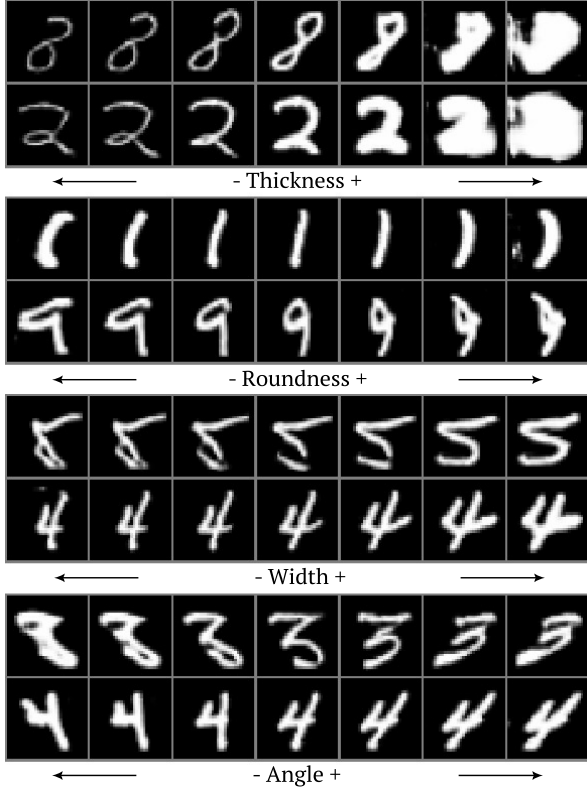 - Thickness +
- Roundness +
- Width +
- Angle +